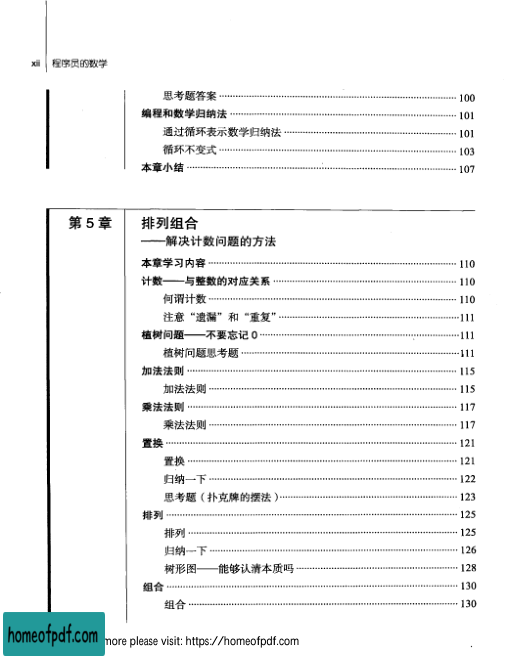 xii 程序员的数学
思考题答案 100
编程和数学归纳法 101
通过循环表示数学归纳法 101
循环不变式 103
本章小结 107
第 5 章 排列组合
——解决计数问题的方法
本章学习内容 110
计数——与整数的对应关系 110
何谓计数 110
注意“遗漏”和“重复” 111
植树问题——不要忘记 0 111
植树问题思考题 111
加法法则 115
加法法则 115
乘法法则 117
乘法法则 117
置换 121
置换 121
归纳一下 122
思考题（扑克牌的摆法） 123
排列 125
排列 125
归纳一下 126
树形图——能够认清本质吗 128
组合 130
组合 130
homeofpdf.com more please visit: https://homeofpdf.com